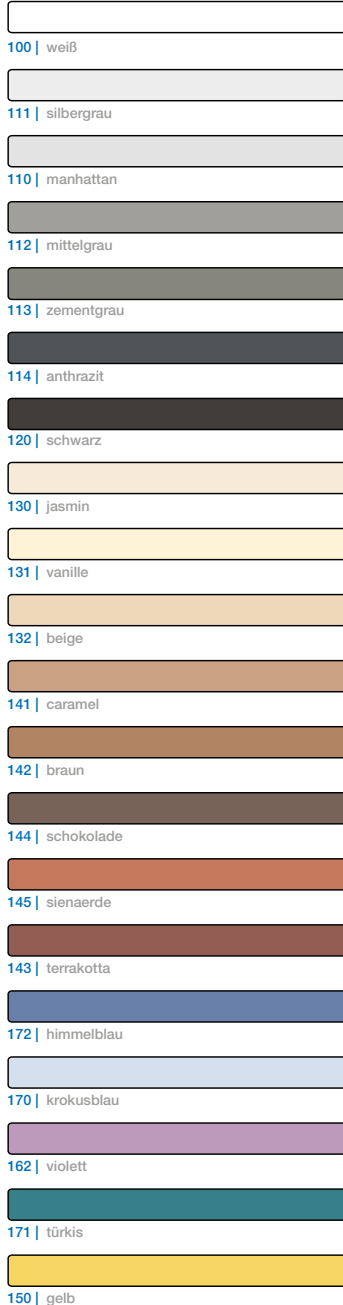 100 | weiß
111 | silbergrau
110 | manhattan
112 | mittelgrau
113 | zementgrau
114 | anthrazit
120 | schwarz
130 | jasmin
131 | vanille
132 | beige
141 | caramel
142 | braun
144 | schokolade
145 | sienaerde
143 | terrakotta
172 | himmelblau
170 | krokusblau
162 | violett
171 | türkis
150 | gelb